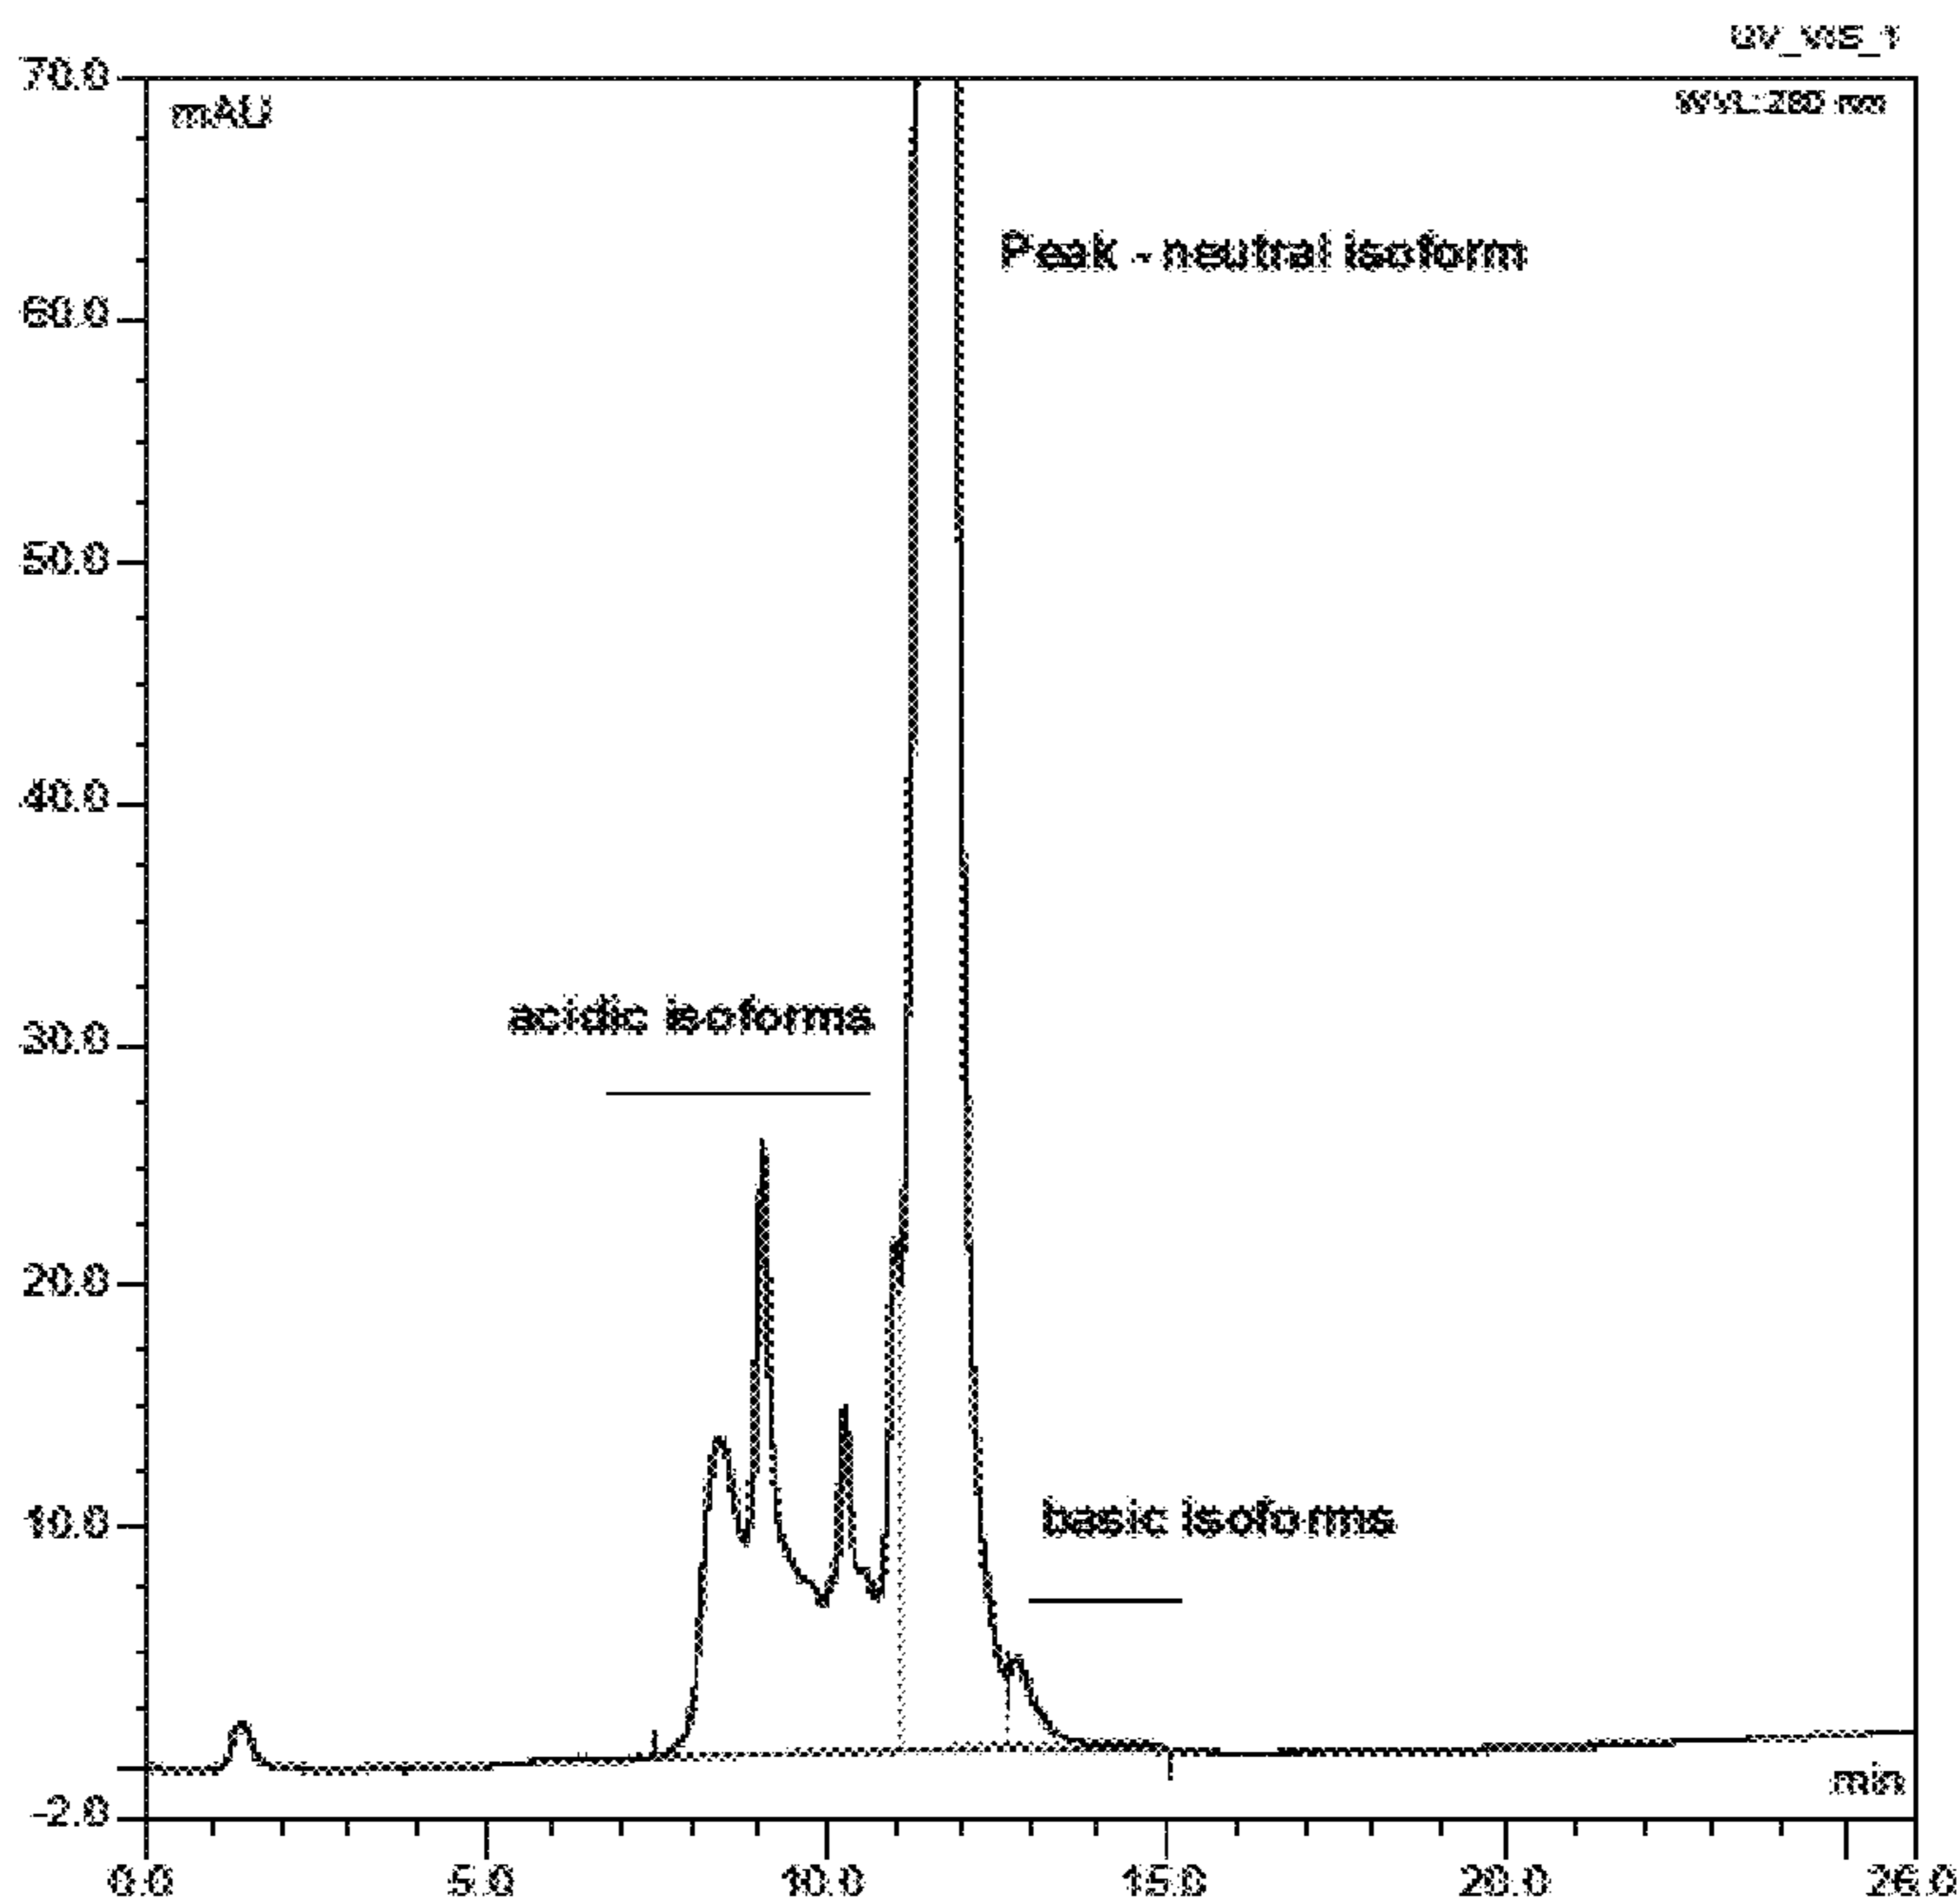 UV_VIS_1
70.0
mAU
WVL:280 nm
Peak - neutral isoform
60.0
50.0
40.0
acidic isoforms
30.0
20.0
10.0
basic isoforms
min
-2.0
0.0 5.0 10.0 15.0 20.0 26.0